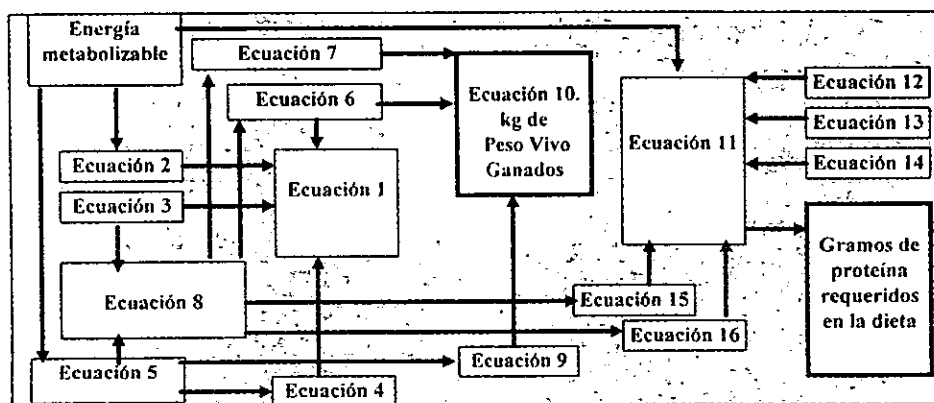 Energía
metabolizable
Ecuación 7
Ecuación 6
Ecuación 10.
kg de
Peso Vivo
Ganados
Ecuación 11
Ecuación 12
Ecuación 13
Ecuación 14
Ecuación 2
Ecuación 3
Ecuación 1
Ecuación 8
Ecuación 15
Ecuación 16
Gramos de
proteína
requeridos
en la dieta
Ecuación 5
Ecuación 4
Ecuación 9